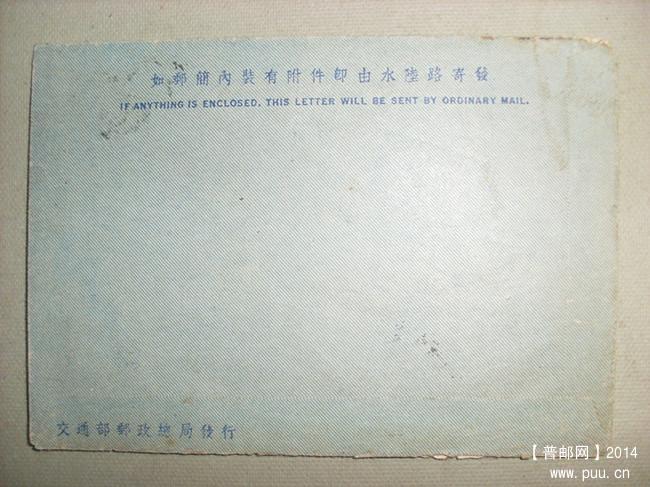 如郵簡內裝有附件卽由水陸路寄發
IF ANYTHING IS ENCLOSED, THIS LETTER WILL BE SENT BY ORDINARY MAIL.
交通部郵政總局發行
【普邮网】2014
www.puu.cn